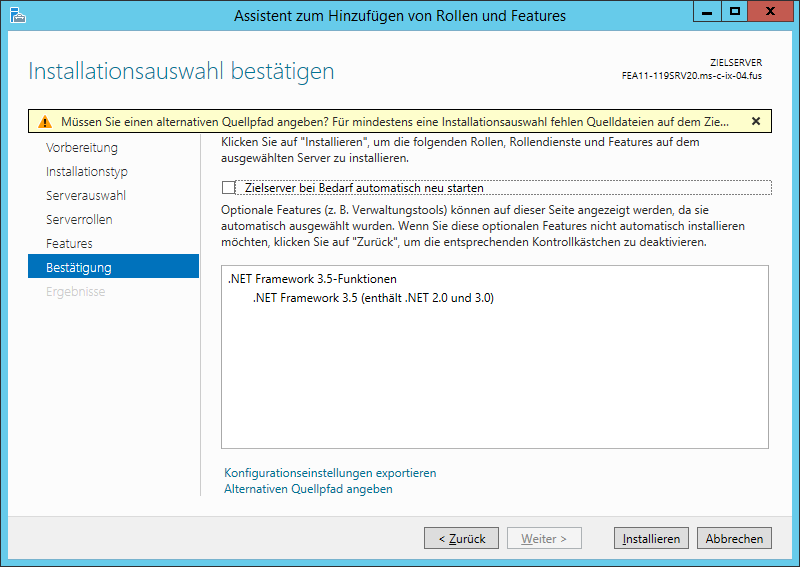 Assistent zum Hinzufügen von Rollen und Features
Installationsauswahl bestätigen
ZIELSERVER
FEA11-119SRV20.ms-c-ix-04.fus
Müssen Sie einen alternativen Quellpfad angeben? Für mindestens eine Installationsauswahl fehlen Quelldateien auf dem Zie...
Vorbereitung
Installationstyp
Serverauswahl
Serverrollen
Features
Bestätigung
Ergebnisse
Klicken Sie auf "Installieren", um die folgenden Rollen, Rollendienste und Features auf dem
ausgewählten Server zu installieren.
Zielserver bei Bedarf automatisch neu starten
Optionale Features (z. B. Verwaltungstools) können auf dieser Seite angezeigt werden, da sie
automatisch ausgewählt wurden. Wenn Sie diese optionalen Features nicht automatisch installieren
möchten, klicken Sie auf "Zurück", um die entsprechenden Kontrollkästchen zu deaktivieren.
.NET Framework 3.5-Funktionen
.NET Framework 3.5 (enthält .NET 2.0 und 3.0)
Konfigurationseinstellungen exportieren
Alternativen Quellpfad angeben
< Zurück
Weiter >
Installieren
Abbrechen